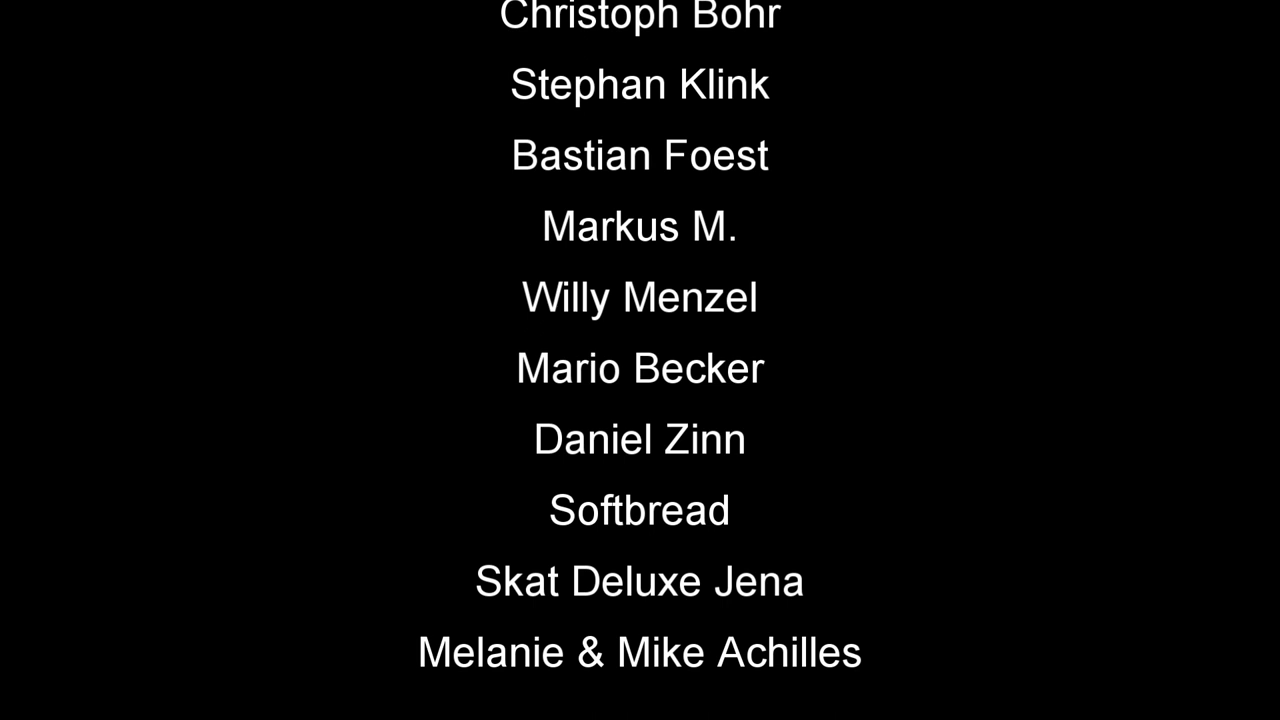 Christoph Bohr
Stephan Klink
Bastian Foest
Markus M.
Willy Menzel
Mario Becker
Daniel Zinn
Softbread
Skat Deluxe Jena
Melanie & Mike Achilles